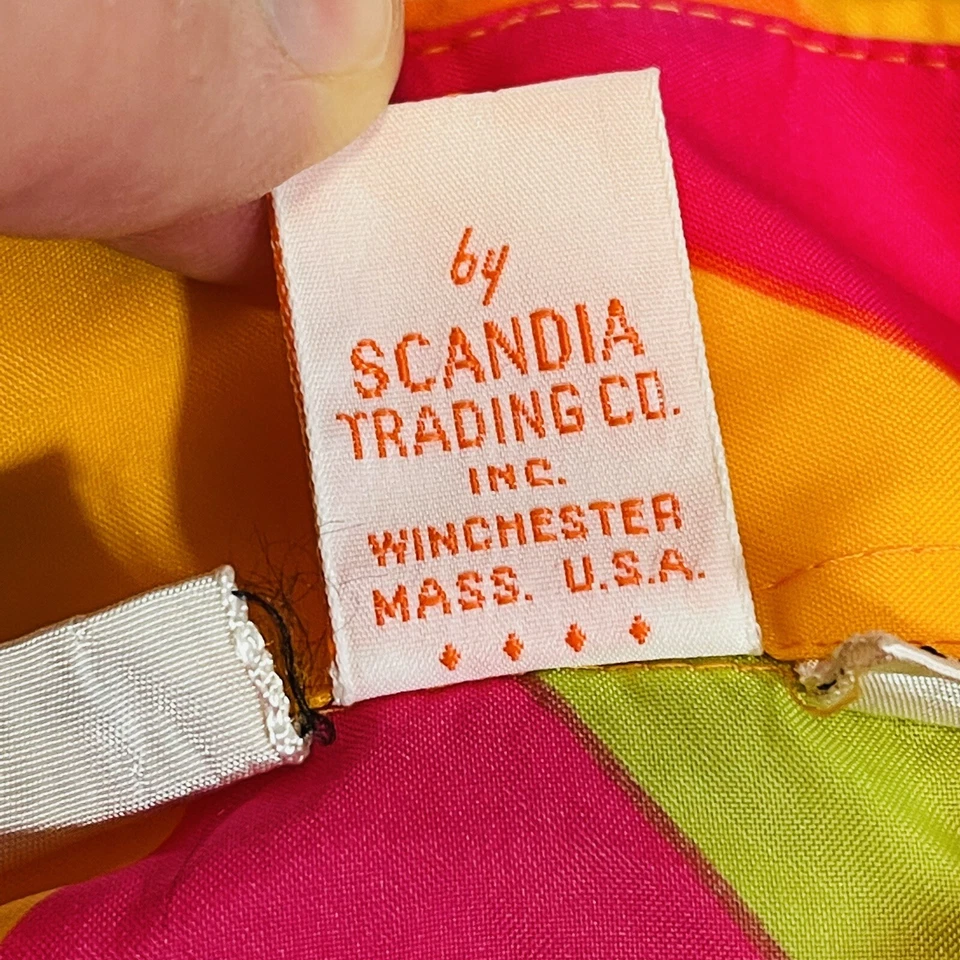 by
SCANDIA
TRADING CO.
INC.
WINCHESTER
MASS. U.S.A.